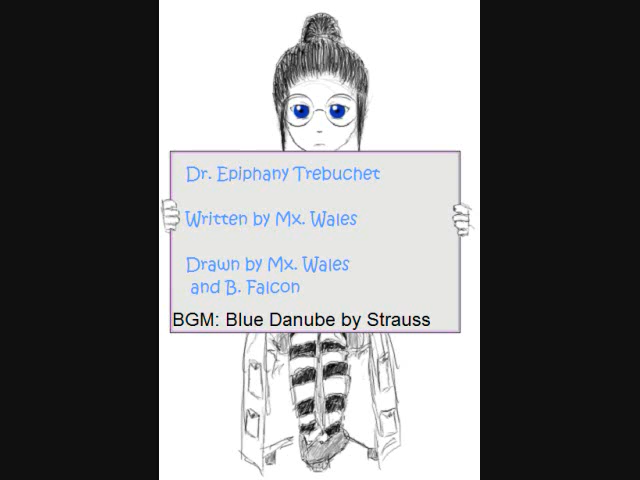 Dr. Epiphany Trebuchet
Written by Mx. Wales
Drawn by Mx. Wales
and B. Falcon
BGM: Blue Danube by Strauss